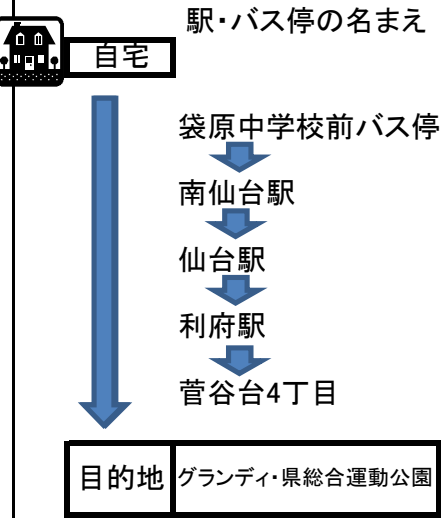 駅・バス停の名まえ
自宅
袋原中学校前バス停
南仙台駅
仙台駅
利府駅
菅谷台4丁目
目的地 グランディ・県総合運動公園